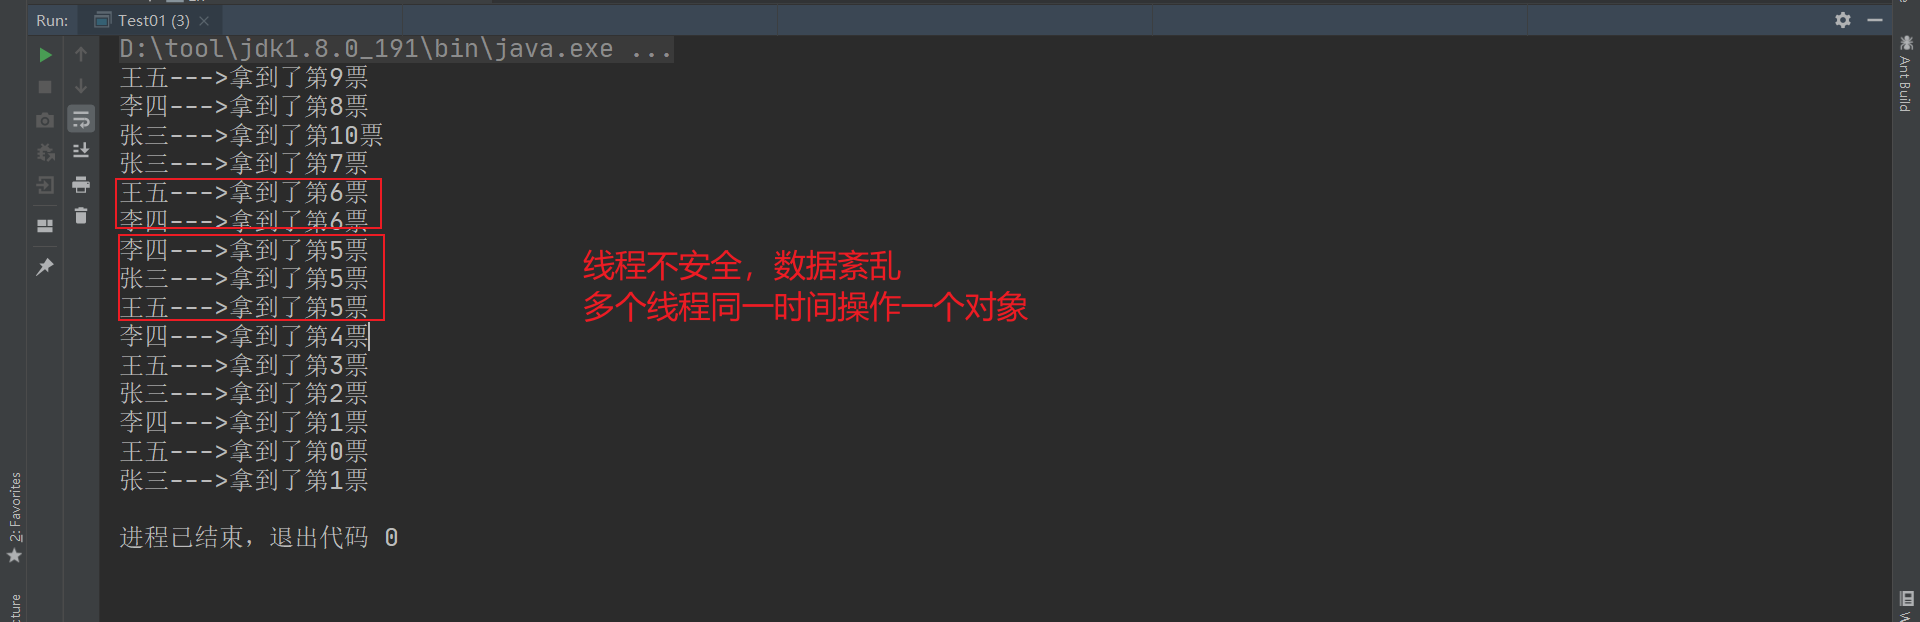 Run:
Test01 (3)
D:\tool\jdk1.8.0_191\bin\java.exe ...
王五--->拿到了第9票
李四--->拿到了第8票
张三--->拿到了第10票
张三--->拿到了第7票
王五--->拿到了第6票
李四--->拿到了第6票
李四--->拿到了第5票
张三--->拿到了第5票
王五--->拿到了第5票
李四--->拿到了第4票
王五--->拿到了第3票
张三--->拿到了第2票
李四--->拿到了第1票
王五--->拿到了第0票
张三--->拿到了第1票
进程已结束，退出代码 0
线程不安全，数据紊乱
多个线程同一时间操作一个对象
Ant Build
2: Favorites